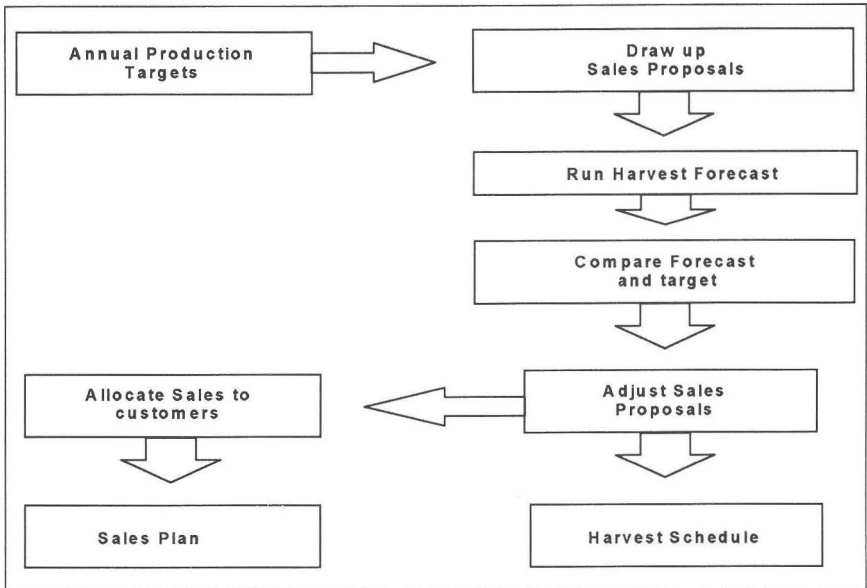 Annual Production
Targets
Draw up
Sales Proposals
Run Harvest Forecast
Compare Forecast
and target
Adjust Sales
Proposals
Allocate Sales to
customers
Sales Plan
Harvest Schedule